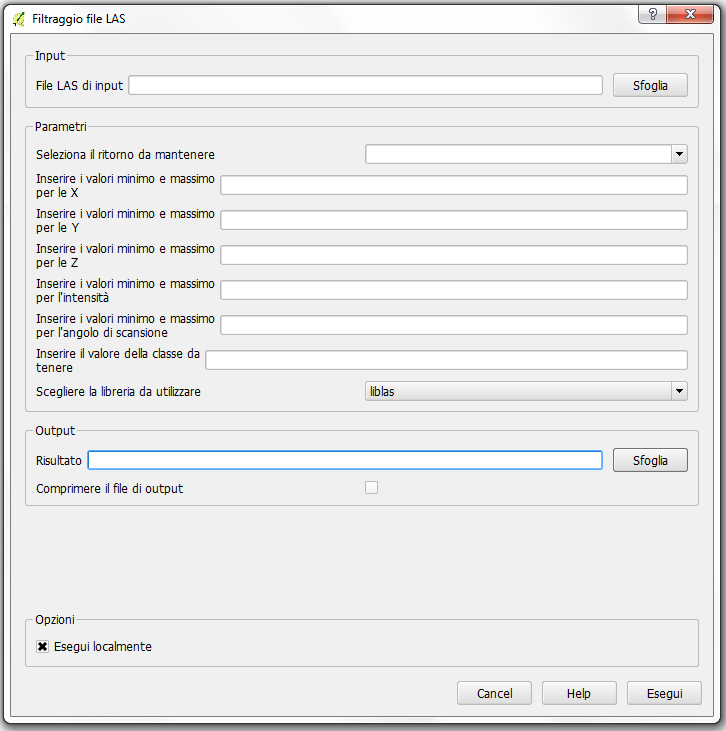 Filtraggio file LAS
?
Input
File LAS di input
Sfoglia
Parametri
Seleziona il ritorno da mantenere
Inserire i valori minimo e massimo
per le X
Inserire i valori minimo e massimo
per le Y
Inserire i valori minimo e massimo
per le Z
Inserire i valori minimo e massimo
per l'intensità
Inserire i valori minimo e massimo
per l'angolo di scansione
Inserire il valore della classe da
tenere
Scegliere la libreria da utilizzare
liblas
Output
Risultato
Sfoglia
Comprimere il file di output
Opzioni
Esegui localmente
Cancel
Help
Esegui